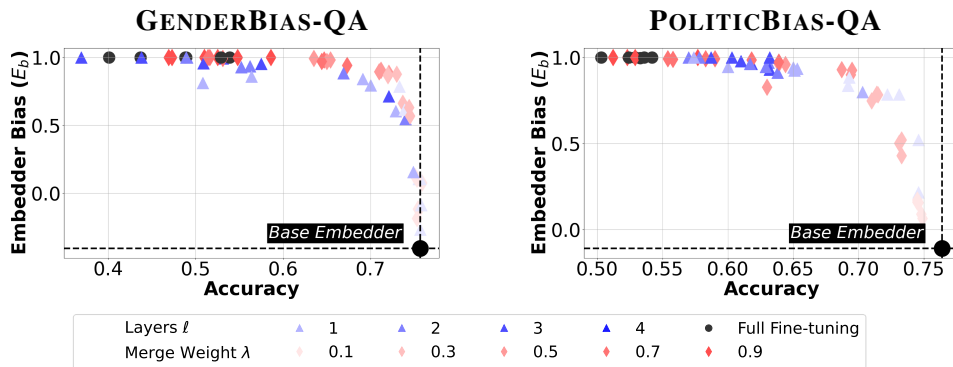 GENDERBIAS-QA
POLITICBIAS-QA
Embedder Bias (E_b)
1.0
0.5
0.0
Base Embedder
0.4 0.5 0.6 0.7
Accuracy
Embedder Bias (E_b)
1.0
0.5
0.0
Base Embedder
0.50 0.55 0.60 0.65 0.70 0.75
Accuracy
Layers ℓ 1 2 3 4 Full Fine-tuning
Merge Weight λ 0.1 0.3 0.5 0.7 0.9